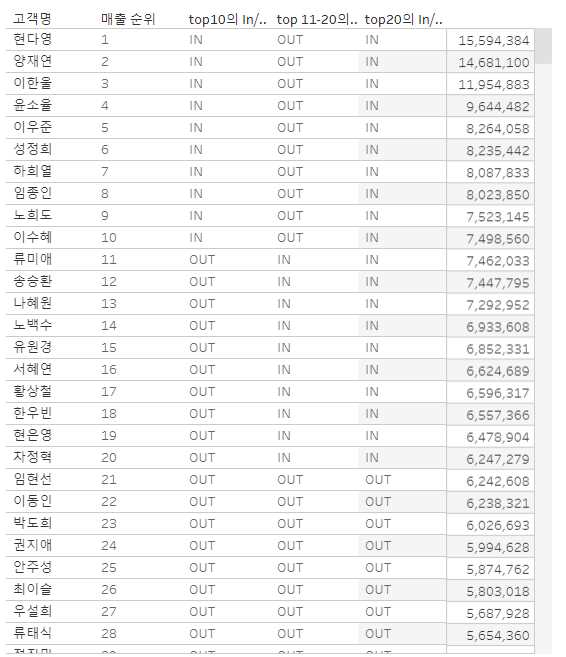 고객명 매출 순위 top10의 In/.. top 11-20의.. top20의 In/..
현다영 1 IN OUT IN 15,594,384
양재연 2 IN OUT IN 14,681,100
이한울 3 IN OUT IN 11,954,883
윤소율 4 IN OUT IN 9,644,482
이우준 5 IN OUT IN 8,264,058
성정희 6 IN OUT IN 8,235,442
하희열 7 IN OUT IN 8,087,833
임종인 8 IN OUT IN 8,023,850
노희도 9 IN OUT IN 7,523,145
이수혜 10 IN OUT IN 7,498,560
류미애 11 OUT IN IN 7,462,033
송승환 12 OUT IN IN 7,447,795
나혜원 13 OUT IN IN 7,292,952
노백수 14 OUT IN IN 6,933,608
유원경 15 OUT IN IN 6,852,331
서혜연 16 OUT IN IN 6,624,689
황상철 17 OUT IN IN 6,596,317
한우빈 18 OUT IN IN 6,557,366
현은영 19 OUT IN IN 6,478,904
차정혁 20 OUT IN IN 6,247,279
임현선 21 OUT OUT OUT 6,242,608
이동인 22 OUT OUT OUT 6,238,321
박도희 23 OUT OUT OUT 6,026,693
권지애 24 OUT OUT OUT 5,994,628
안주성 25 OUT OUT OUT 5,874,762
최이슬 26 OUT OUT OUT 5,803,018
우설희 27 OUT OUT OUT 5,687,928
류태식 28 OUT OUT OUT 5,654,360